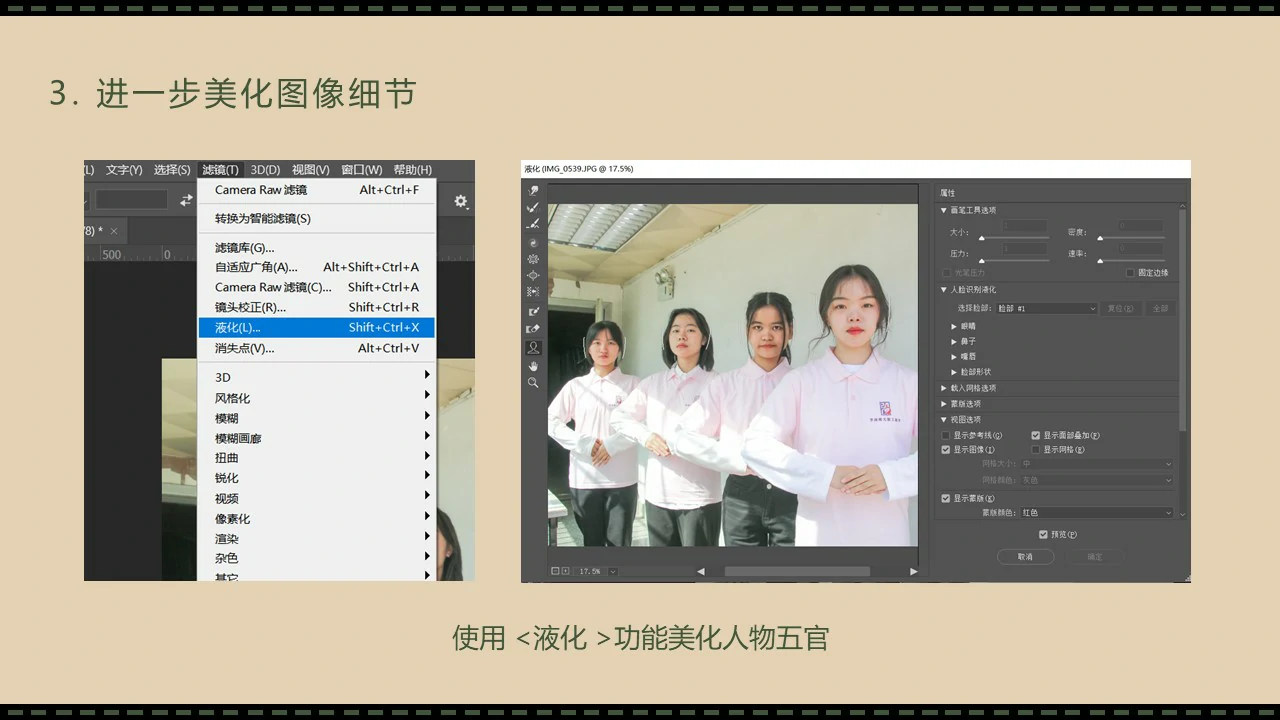 3. 进一步美化图像细节
L) 文字(Y) 选择(S) 滤镜(T) 3D(D) 视图(V) 窗口(W) 帮助(H)
Camera Raw 滤镜 Alt+Ctrl+F
转换为智能滤镜(S)
滤镜库(G)...
自适应广角(A)... Alt+Shift+Ctrl+A
Camera Raw 滤镜(C)... Shift+Ctrl+A
镜头校正(R)... Shift+Ctrl+R
液化(L)... Shift+Ctrl+X
消失点(V)... Alt+Ctrl+V
3D
风格化
模糊
模糊画廊
扭曲
锐化
视频
像素化
渲染
杂色
其它
8) * ×
500 0
液化 (IMG_0539.JPG @ 17.5%)
属性
画笔工具选项
大小: 密度:
压力: 速率:
光笔压力 固定边缘
人脸识别液化
选择脸部: 脸部 #1 复位(R) 全部
眼睛
鼻子
嘴唇
脸部形状
载入网格选项
蒙版选项
视图选项
显示参考线(G) 显示面部叠加(F)
显示图像(I) 显示网格(E)
网格大小: 中
网格颜色: 灰色
显示蒙版(K)
蒙版颜色: 红色
预览(P)
取消 确定
17.5%
使用 <液化 >功能美化人物五官